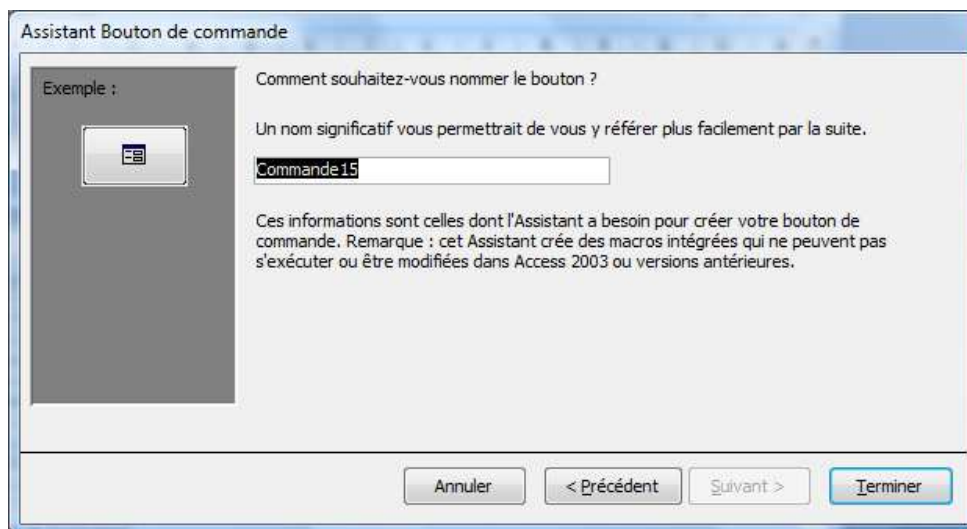 Assistant Bouton de commande
Exemple :
Comment souhaitez-vous nommer le bouton ?
Un nom significatif vous permettrait de vous y référer plus facilement par la suite.
Commande15
Ces informations sont celles dont l'Assistant a besoin pour créer votre bouton de
commande. Remarque : cet Assistant crée des macros intégrées qui ne peuvent pas
s'exécuter ou être modifiées dans Access 2003 ou versions antérieures.
Annuler
< Précédent
Suivant >
Terminer